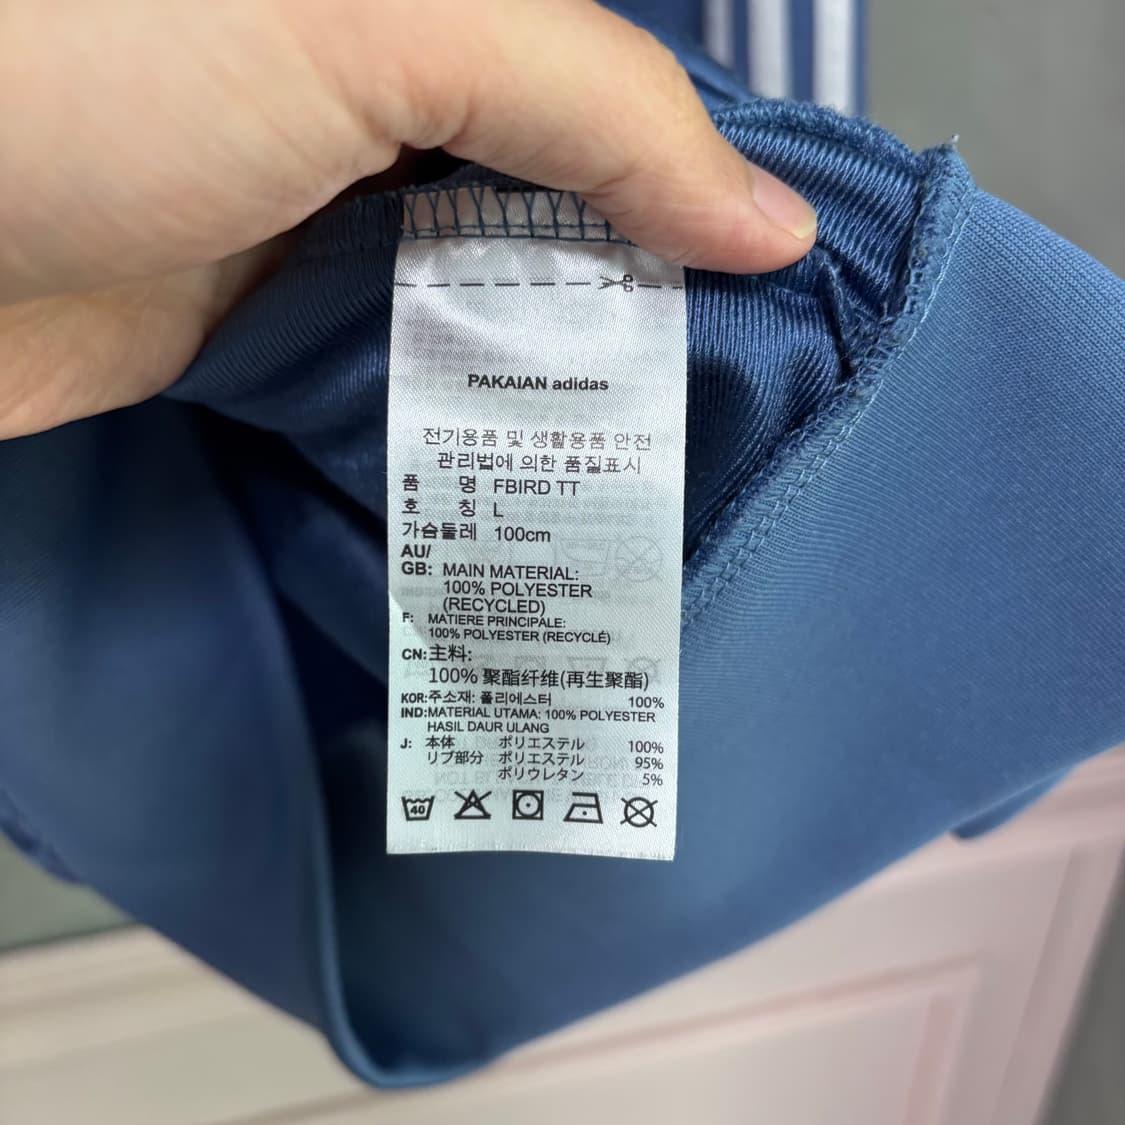 PAKAIAN adidas
전기용품 및 생활용품 안전
관리법에 의한 품질표시
품 명 FBIRD TT
호 칭 L
가슴둘레 100cm
AU/
GB: MAIN MATERIAL:
100% POLYESTER
(RECYCLED)
F: MATIERE PRINCIPALE:
100% POLYESTER (RECYCLÉ)
CN:主料:
100% 聚酯纤维(再生聚酯)
KOR:주소재: 폴리에스터 100%
IND:MATERIAL UTAMA: 100% POLYESTER
HASIL DAUR ULANG
J: 本体 ポリエステル 100%
リブ部分 ポリエステル 95%
ポリウレタン 5%
40